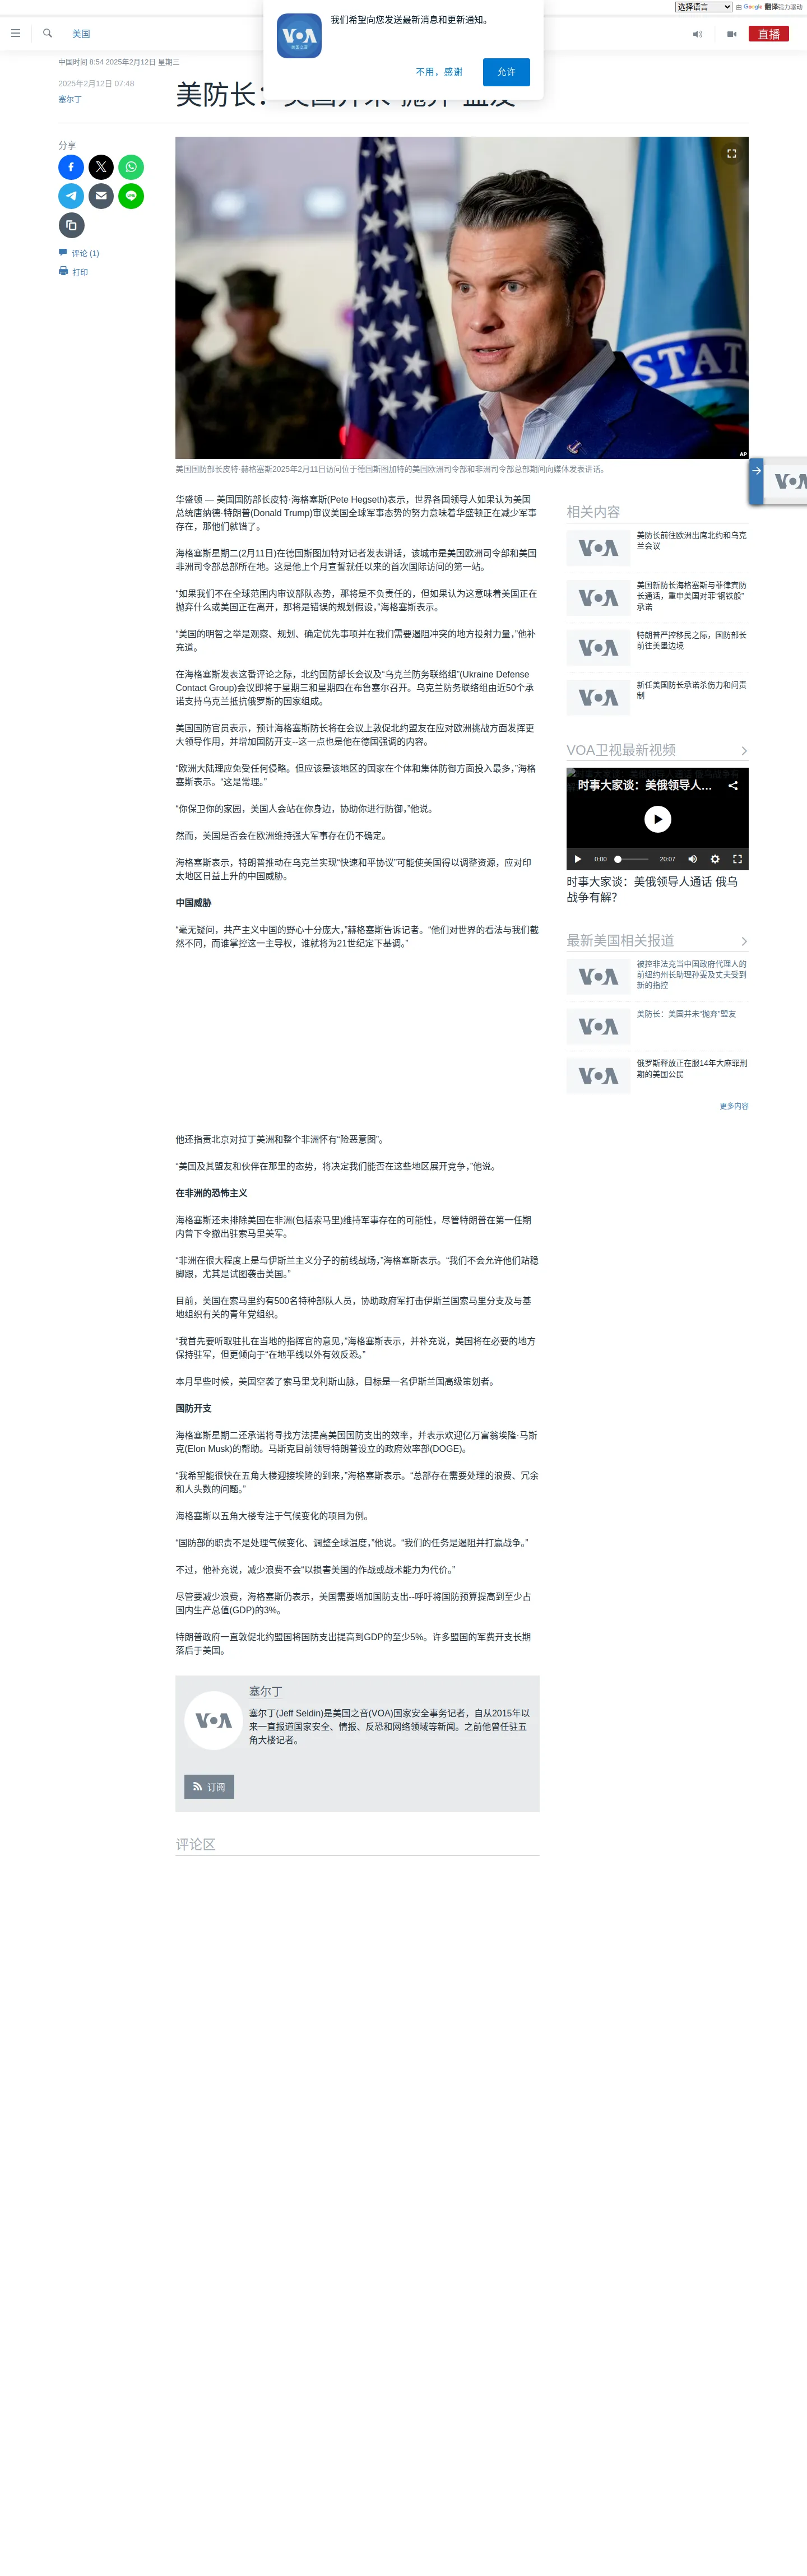 选择语言 由 Google 翻译强力驱动
VOA
美国之音
我们希望向您发送最新消息和更新通知。
不用，感谢
允许
美国
直播
中国时间 8:54 2025年2月12日 星期三
2025年2月12日 07:48
塞尔丁
美防长：
分享
评论 (1)
打印
AP
美国国防部长皮特·赫格塞斯2025年2月11日访问位于德国斯图加特的美国欧洲司令部和非洲司令部总部期间向媒体发表讲话。
华盛顿 — 美国国防部长皮特·海格塞斯(Pete Hegseth)表示，世界各国领导人如果认为美国
总统唐纳德·特朗普(Donald Trump)审议美国全球军事态势的努力意味着华盛顿正在减少军事
存在，那他们就错了。
海格塞斯星期二(2月11日)在德国斯图加特对记者发表讲话，该城市是美国欧洲司令部和美国
非洲司令部总部所在地。这是他上个月宣誓就任以来的首次国际访问的第一站。
“如果我们不在全球范围内审议部队态势，那将是不负责任的，但如果认为这意味着美国正在
抛弃什么或美国正在离开，那将是错误的规划假设，”海格塞斯表示。
“美国的明智之举是观察、规划、确定优先事项并在我们需要遏阻冲突的地方投射力量，”他补
充道。
在海格塞斯发表这番评论之际，北约国防部长会议及“乌克兰防务联络组”(Ukraine Defense
Contact Group)会议即将于星期三和星期四在布鲁塞尔召开。乌克兰防务联络组由近50个承
诺支持乌克兰抵抗俄罗斯的国家组成。
美国国防官员表示，预计海格塞斯防长将在会议上敦促北约盟友在应对欧洲挑战方面发挥更
大领导作用，并增加国防开支--这一点也是他在德国强调的内容。
“欧洲大陆理应免受任何侵略。但应该是该地区的国家在个体和集体防御方面投入最多，”海格
塞斯表示。“这是常理。”
“你保卫你的家园，美国人会站在你身边，协助你进行防御，”他说。
然而，美国是否会在欧洲维持强大军事存在仍不确定。
海格塞斯表示，特朗普推动在乌克兰实现“快速和平协议”可能使美国得以调整资源，应对印
太地区日益上升的中国威胁。
中国威胁
“毫无疑问，共产主义中国的野心十分庞大，”赫格塞斯告诉记者。“他们对世界的看法与我们截
然不同，而谁掌控这一主导权，谁就将为21世纪定下基调。”
他还指责北京对拉丁美洲和整个非洲怀有“险恶意图”。
“美国及其盟友和伙伴在那里的态势，将决定我们能否在这些地区展开竞争，”他说。
在非洲的恐怖主义
海格塞斯还未排除美国在非洲(包括索马里)维持军事存在的可能性，尽管特朗普在第一任期
内曾下令撤出驻索马里美军。
“非洲在很大程度上是与伊斯兰主义分子的前线战场，”海格塞斯表示。“我们不会允许他们站稳
脚跟，尤其是试图袭击美国。”
目前，美国在索马里约有500名特种部队人员，协助政府军打击伊斯兰国索马里分支及与基
地组织有关的青年党组织。
“我首先要听取驻扎在当地的指挥官的意见，”海格塞斯表示，并补充说，美国将在必要的地方
保持驻军，但更倾向于“在地平线以外有效反恐。”
本月早些时候，美国空袭了索马里戈利斯山脉，目标是一名伊斯兰国高级策划者。
国防开支
海格塞斯星期二还承诺将寻找方法提高美国国防支出的效率，并表示欢迎亿万富翁埃隆·马斯
克(Elon Musk)的帮助。马斯克目前领导特朗普设立的政府效率部(DOGE)。
“我希望能很快在五角大楼迎接埃隆的到来，”海格塞斯表示。“总部存在需要处理的浪费、冗余
和人头数的问题。”
海格塞斯以五角大楼专注于气候变化的项目为例。
“国防部的职责不是处理气候变化、调整全球温度，”他说。“我们的任务是遏阻并打赢战争。”
不过，他补充说，减少浪费不会“以损害美国的作战或战术能力为代价。”
尽管要减少浪费，海格塞斯仍表示，美国需要增加国防支出--呼吁将国防预算提高到至少占
国内生产总值(GDP)的3%。
特朗普政府一直敦促北约盟国将国防支出提高到GDP的至少5%。许多盟国的军费开支长期
落后于美国。
VOA
塞尔丁
塞尔丁(Jeff Seldin)是美国之音(VOA)国家安全事务记者，自从2015年以
来一直报道国家安全、情报、反恐和网络领域等新闻。之前他曾任驻五
角大楼记者。
订阅
评论区
相关内容
VOA
美防长前往欧洲出席北约和乌克
兰会议
VOA
美国新防长海格塞斯与菲律宾防
长通话，重申美国对菲“钢铁般”
承诺
VOA
特朗普严控移民之际，国防部长
前往美墨边境
VOA
新任美国防长承诺杀伤力和问责
制
VOA卫视最新视频
时事大家谈：美俄领导人...
0:00
20:07
时事大家谈：美俄领导人通话 俄乌
战争有解？
最新美国相关报道
VOA
被控非法充当中国政府代理人的
前纽约州长助理孙雯及丈夫受到
新的指控
VOA
美防长：美国并未“抛弃”盟友
VOA
俄罗斯释放正在服14年大麻罪刑
期的美国公民
更多内容